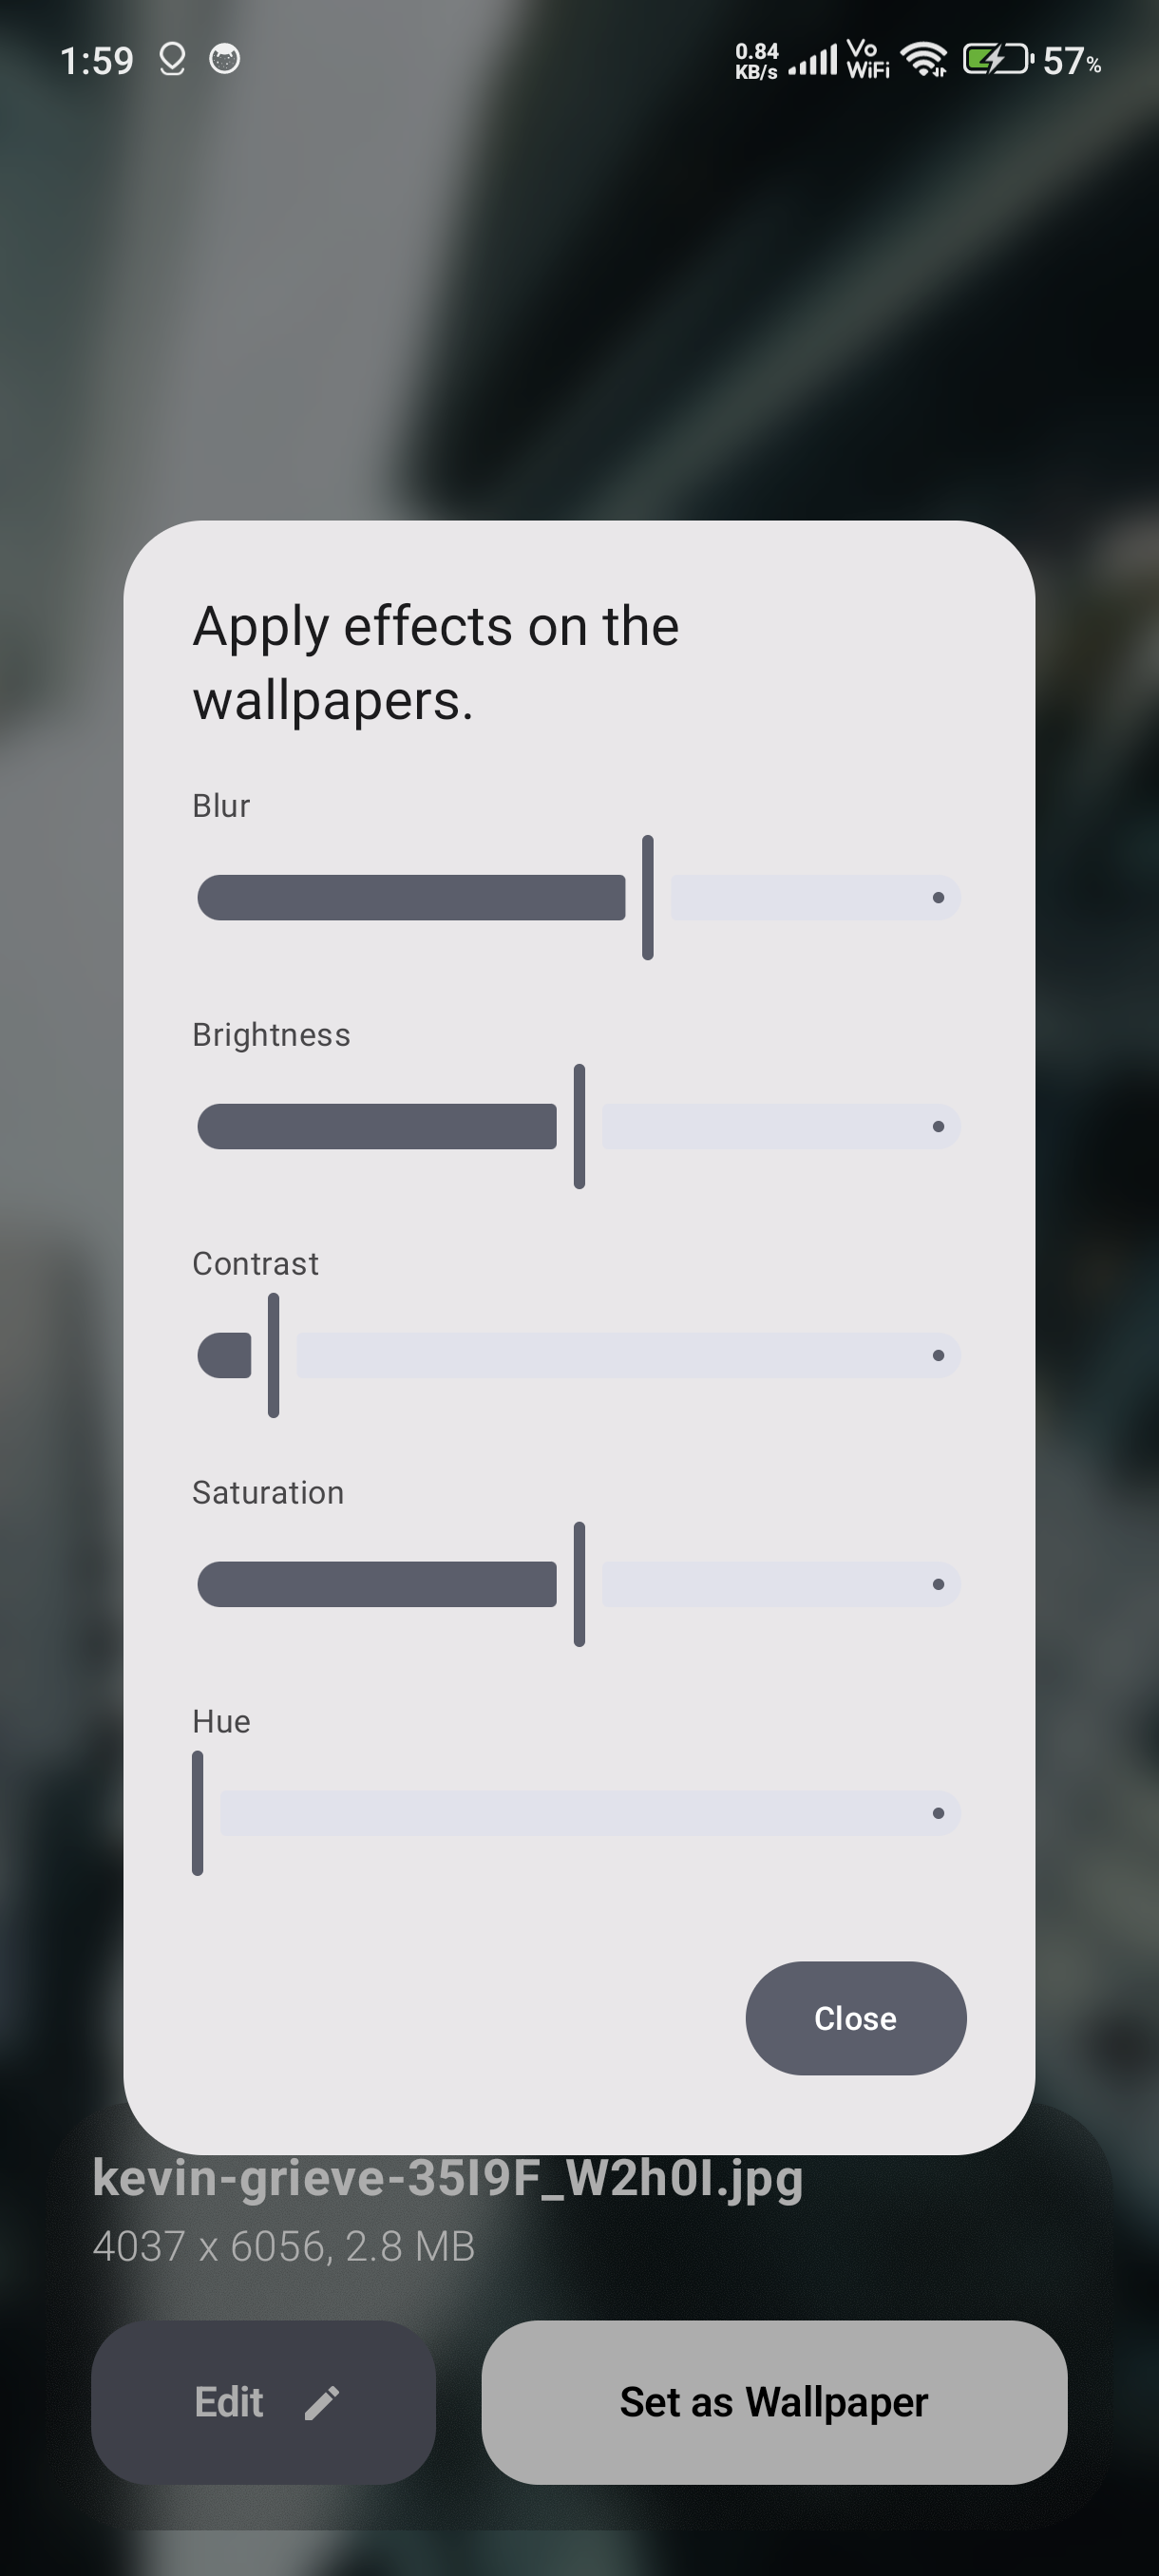 1:59
0.84 KB/s Vo WiFi 57%
Apply effects on the
wallpapers.
Blur
Brightness
Contrast
Saturation
Hue
Close
kevin-grieve-35I9F_W2h0I.jpg
4037 x 6056, 2.8 MB
Edit
Set as Wallpaper